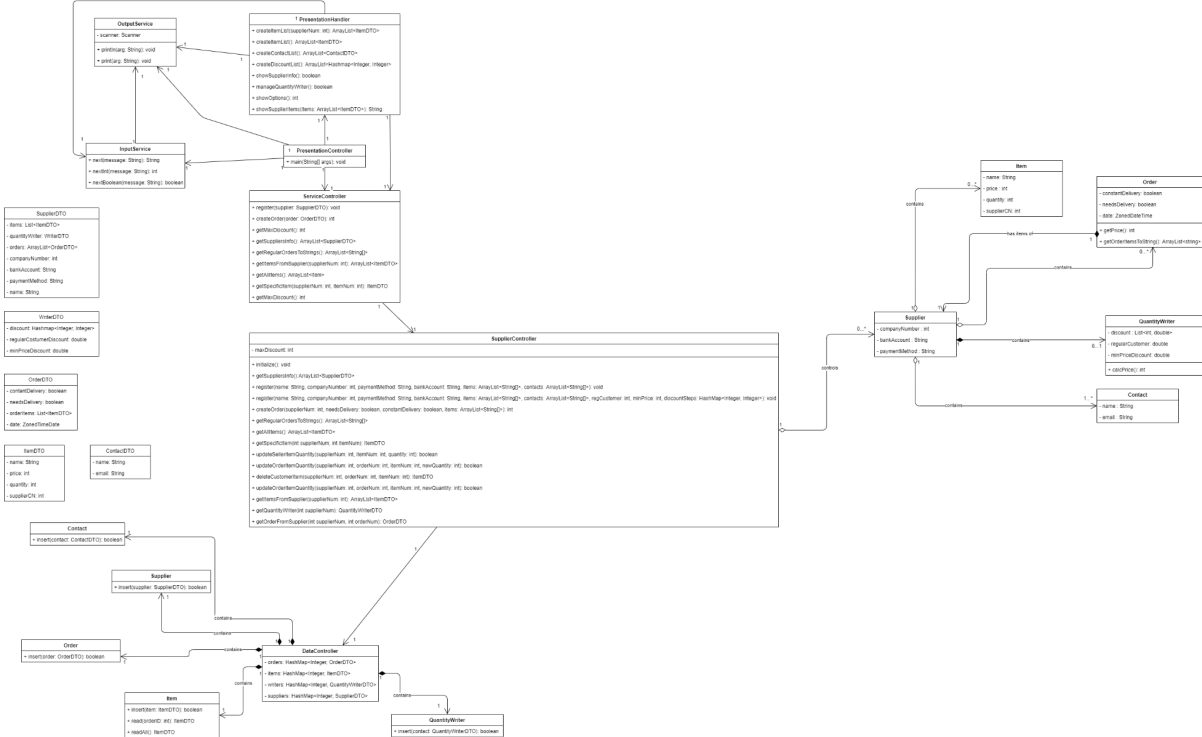 OutputService
- scanner: Scanner
+ println(arg: String): void
+ print(arg: String): void
PresentationHandler
+ createItemList(supplierNum: int): ArrayList<ItemDTO>
+ createItemList(): ArrayList<ItemDTO>
+ createContactList(): ArrayList<ContactDTO>
+ createDiscountList(): ArrayList<Hashmap<Integer, Integer>
+ showSupplierInfo(): boolean
+ manageQuantityWriter(): boolean
+ showOptions(): int
+ showSupplierItems(items: ArrayList<ItemDTO>): String
InputService
+ next(message: String): String
+ nextInt(message: String): int
+ nextBoolean(message: String): boolean
PresentationController
+ main(String[] args): void
ServiceController
+ register(supplier: SupplierDTO): void
+ createOrder(order: OrderDTO): int
+ getMaxDiscount(): int
+ getSuppliersInfo(): ArrayList<SupplierDTO>
+ getRegularOrdersToStrings(): ArrayList<String[]>
+ getItemsFromSupplier(supplierNum: int): ArrayList<ItemDTO>
+ getAllItems(): ArrayList<Item>
+ getSpecificItem(supplierNum: int, itemNum: int): ItemDTO
+ getMaxDiscount(): int
SupplierDTO
- items: List<ItemDTO>
- quantityWriter: WriterDTO
- orders: ArrayList<OrderDTO>
- companyNumber: int
- bankAccount: String
- paymentMethod: String
- name: String
WriterDTO
- discount: Hashmap<Integer, Integer>
- regularCostumerDiscount: double
- minPriceDiscount: double
OrderDTO
- contantDelivery: boolean
- needsDelivery: boolean
- orderItems: List<ItemDTO>
- date: ZonedTimeDate
ItemDTO
- name: String
- price: int
- quantity: int
- supplierCN: int
ContactDTO
- name: String
- email: String
SupplierController
- maxDiscount: int
+ initialize(): void
+ getSuppliersInfo(): ArrayList<SupplierDTO>
+ register(name: String, companyNumber: int, paymentMethod: String, bankAccount: String, items: ArrayList<String[]>, contacts: ArrayList<String[]>): void
+ register(name: String, companyNumber: int, paymentMethod: String, bankAccount: String, items: ArrayList<String[]>, contacts: ArrayList<String[]>, regCustomer: int, minPrice: int, discountSteps: HashMap<Integer Integer>): void
+ createOrder(supplierNum: int, needsDelivery: boolean, constantDelivery: boolean, items: ArrayList<String[]>): int
+ getRegularOrdersToStrings(): ArrayList<String[]>
+ getAllItems(): ArrayList<ItemDTO>
+ getSpecificItem(int supplierNum: int itemNum): ItemDTO
+ updateSellerItemQuantity(supplierNum: int, itemNum: int, quantity: int): boolean
+ updateOrderItemQuantity(supplierNum: int, orderNum: int, itemNum: int, newQuantity: int): boolean
+ deleteCustomerItem(supplierNum: int, orderNum: int, itemNum: int): ItemDTO
+ updateOrderItemQuantity(supplierNum: int, orderNum: int, itemNum: int, newQuantity: int): boolean
+ getItemsFromSupplier(supplierNum: int): ArrayList<ItemDTO>
+ getQuantityWriter(int supplierNum): QuantityWriterDTO
+ getOrderFromSupplier(int supplierNum, int orderNum): OrderDTO
controls
0...*
Item
- name: String
- price : int
- quantity: int
- supplierCN: int
0...*
contains
Order
- constantDelivery: boolean
- needsDelivery: boolean
- date: ZonedDateTime
+ getPrice(): int
+ getOrderItemsToString(): ArrayList<string[]>
has items of
0...*
contains
Supplier
- companyNumber : int
- bankAccount : String
- paymentMethod : String
QuantityWriter
- discount : List<int, double>
- regularCustomer : double
- minPriceDiscount: double
+ calcPrice(): int
contains
0...1
Contact
- name : String
- email : String
contains
1...*
Contact
+ insert(contact: ContactDTO): boolean
contains
Supplier
+ insert(supplier: SupplierDTO): boolean
contains
Order
+ insert(order: OrderDTO): boolean
contains
DataController
- orders: HashMap<Integer, OrderDTO>
- items: HashMap<Integer, ItemDTO>
- writers: HashMap<Integer, QuantityWriterDTO>
- suppliers: HashMap<Integer, SupplierDTO>
contains
Item
+ insert(item: ItemDTO): boolean
+ read(orderID: int): ItemDTO
+ readAll(): ItemDTO
contains
QuantityWriter
+ insert(contact: QuantityWriterDTO): boolean